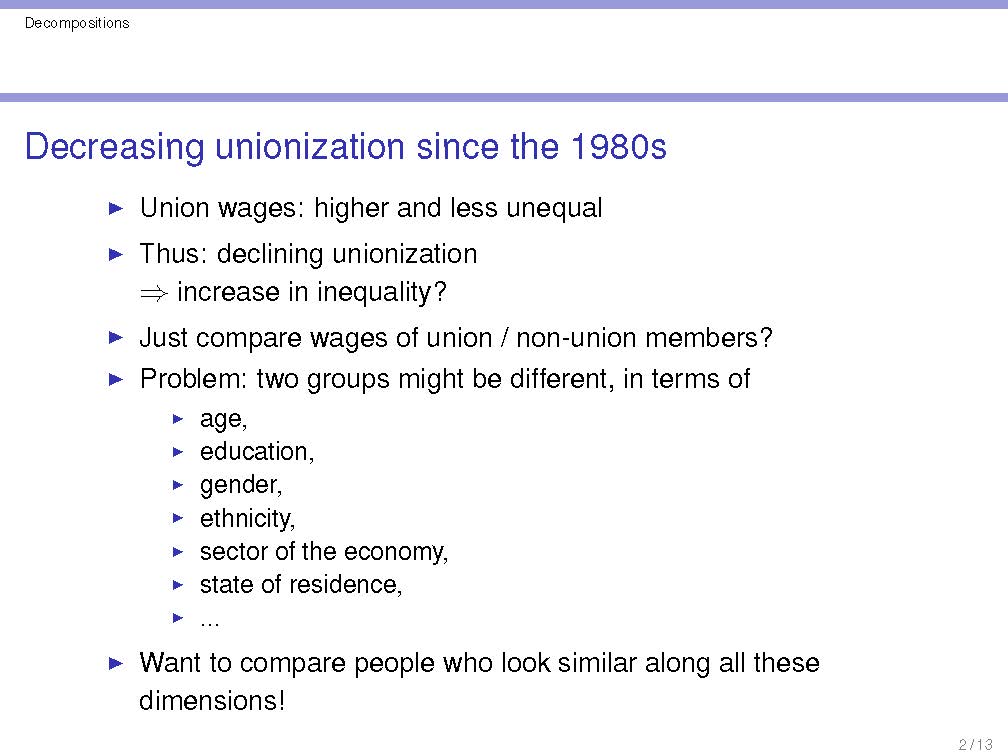 Decompositions
Decreasing unionization since the 1980s
▶ Union wages: higher and less unequal
▶ Thus: declining unionization
⇒ increase in inequality?
▶ Just compare wages of union / non-union members?
▶ Problem: two groups might be different, in terms of
▶ age,
▶ education,
▶ gender,
▶ ethnicity,
▶ sector of the economy,
▶ state of residence,
▶ ...
▶ Want to compare people who look similar along all these
dimensions!
2 / 13